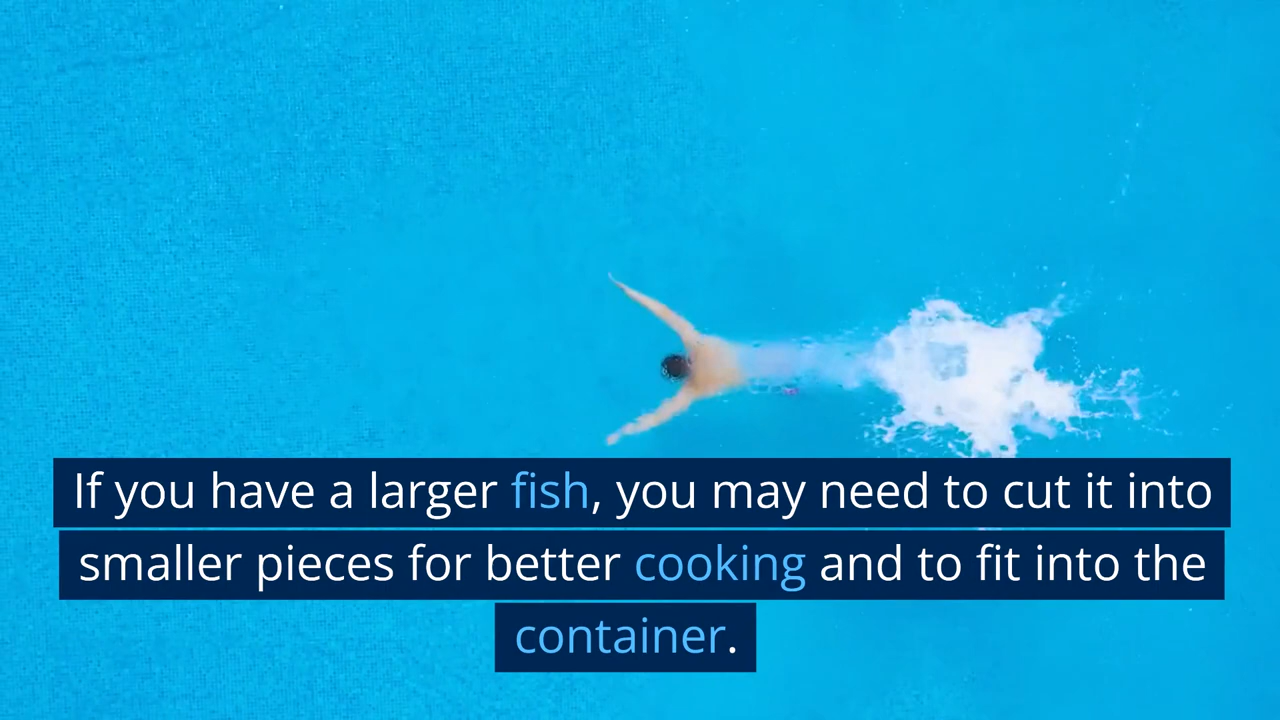 If you have a larger fish, you may need to cut it into
smaller pieces for better cooking and to fit into the
container.